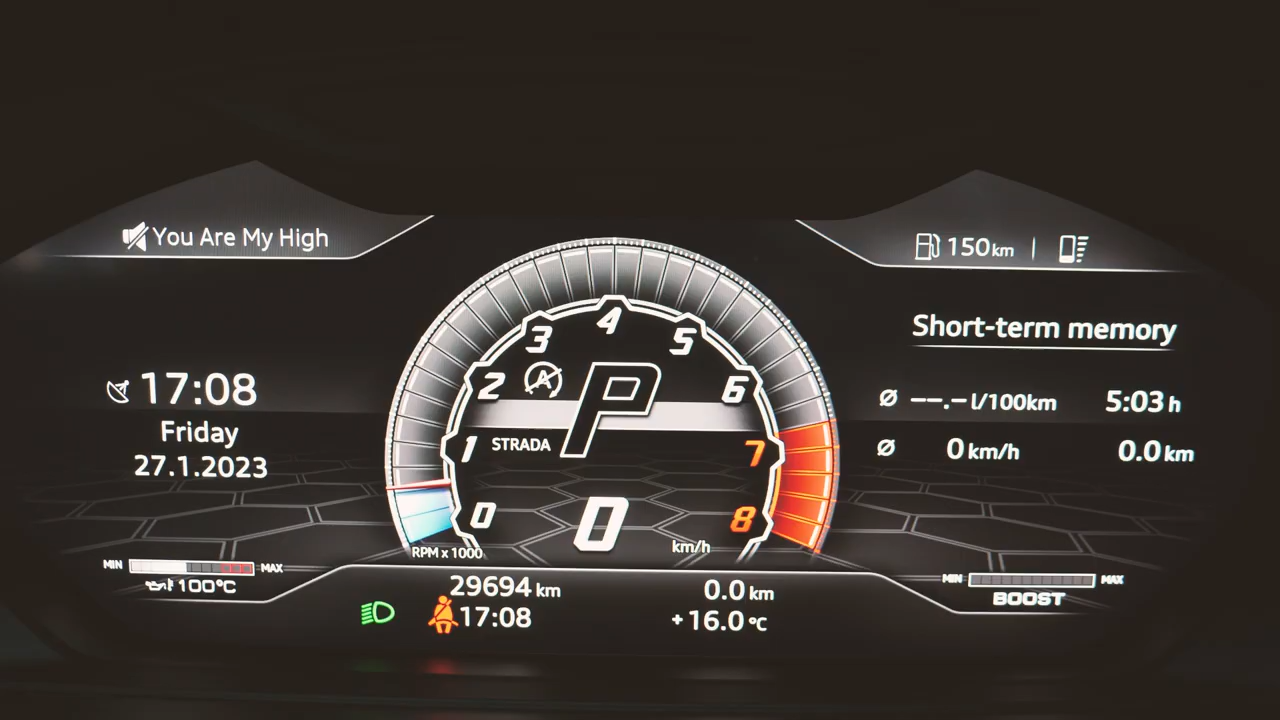 You Are My High
150 km
Short-term memory
17:08
Friday
27.1.2023
Ø --.- l/100km 5:03 h
Ø 0 km/h 0.0 km
0 1 2 3 4 5 6 7 8
A
P
STRADA
0
km/h
RPM x 1000
MIN MAX
100°C
29694 km 0.0 km
17:08 +16.0 °C
MIN MAX
BOOST